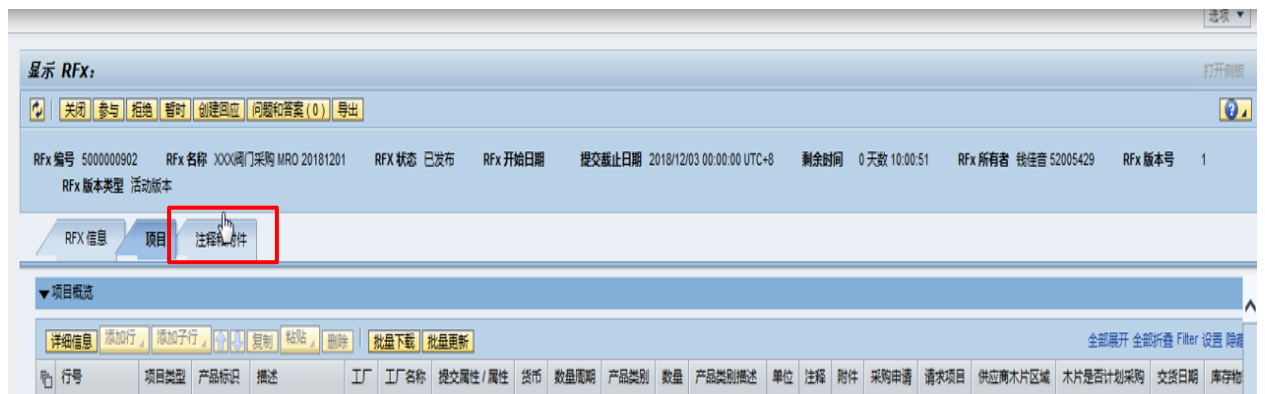 选项
显示 RFx：
打开侧板
关闭 参与 拒绝 暂时 创建回应 问题和答案 ( 0 ) 导出
RFx 编号 5000000902 RFx 名称 XXX阀门采购 MRO 20181201 RFX 状态 已发布 RFx 开始日期 提交截止日期 2018/12/03 00:00:00 UTC+8 剩余时间 0 天数 10:00:51 RFx 所有者 钱佳音 52005429 RFx 版本号 1
RFx 版本类型 活动版本
RFX 信息 项目 注释和附件
项目概览
详细信息 添加行 添加子行 复制 粘贴 删除 批量下载 批量更新 全部展开 全部折叠 Filter 设置 隐藏
行号 项目类型 产品标识 描述 工厂 工厂名称 提交属性 / 属性 货币 数量周期 产品类别 数量 产品类别描述 单位 注释 附件 采购申请 请求项目 供应商木片区域 木片是否计划采购 交货日期 库存物